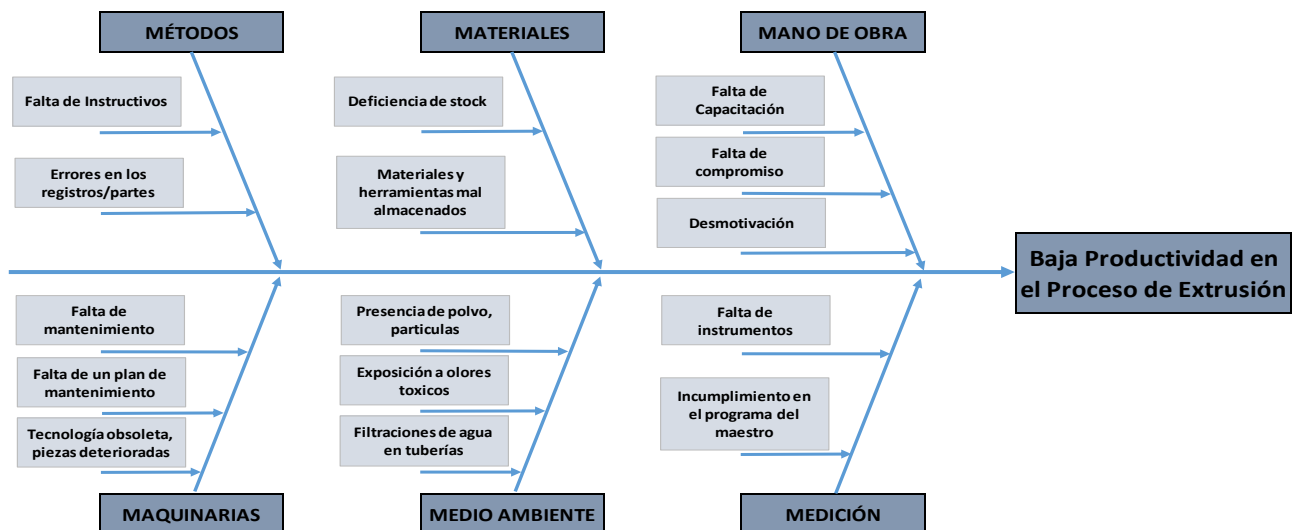 MÉTODOS
MATERIALES
MANO DE OBRA
Falta de Instructivos
Errores en los
registros/partes
Deficiencia de stock
Materiales y
herramientas mal
almacenados
Falta de
Capacitación
Falta de
compromiso
Desmotivación
Baja Productividad en
el Proceso de Extrusión
Falta de
mantenimiento
Falta de un plan de
mantenimiento
Tecnología obsoleta,
piezas deterioradas
Presencia de polvo,
particulas
Exposición a olores
toxicos
Filtraciones de agua
en tuberías
Falta de
instrumentos
Incumplimiento en
el programa del
maestro
MAQUINARIAS
MEDIO AMBIENTE
MEDICIÓN